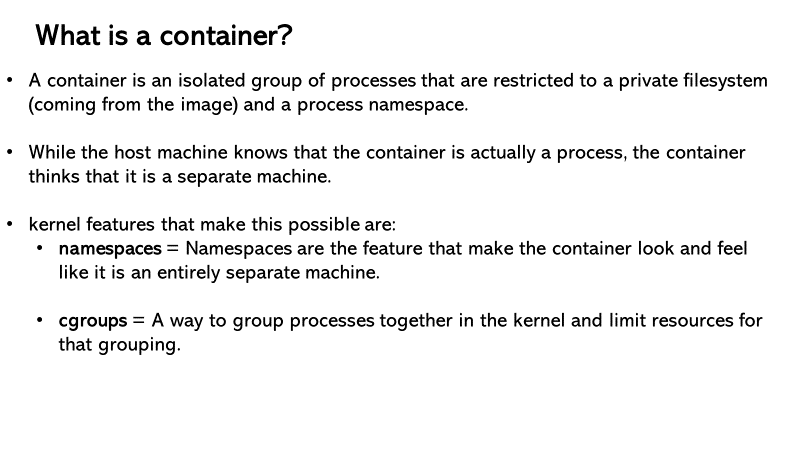 What is a container?
• A container is an isolated group of processes that are restricted to a private filesystem
(coming from the image) and a process namespace.
• While the host machine knows that the container is actually a process, the container
thinks that it is a separate machine.
• kernel features that make this possible are:
• namespaces = Namespaces are the feature that make the container look and feel
like it is an entirely separate machine.
• cgroups = A way to group processes together in the kernel and limit resources for
that grouping.